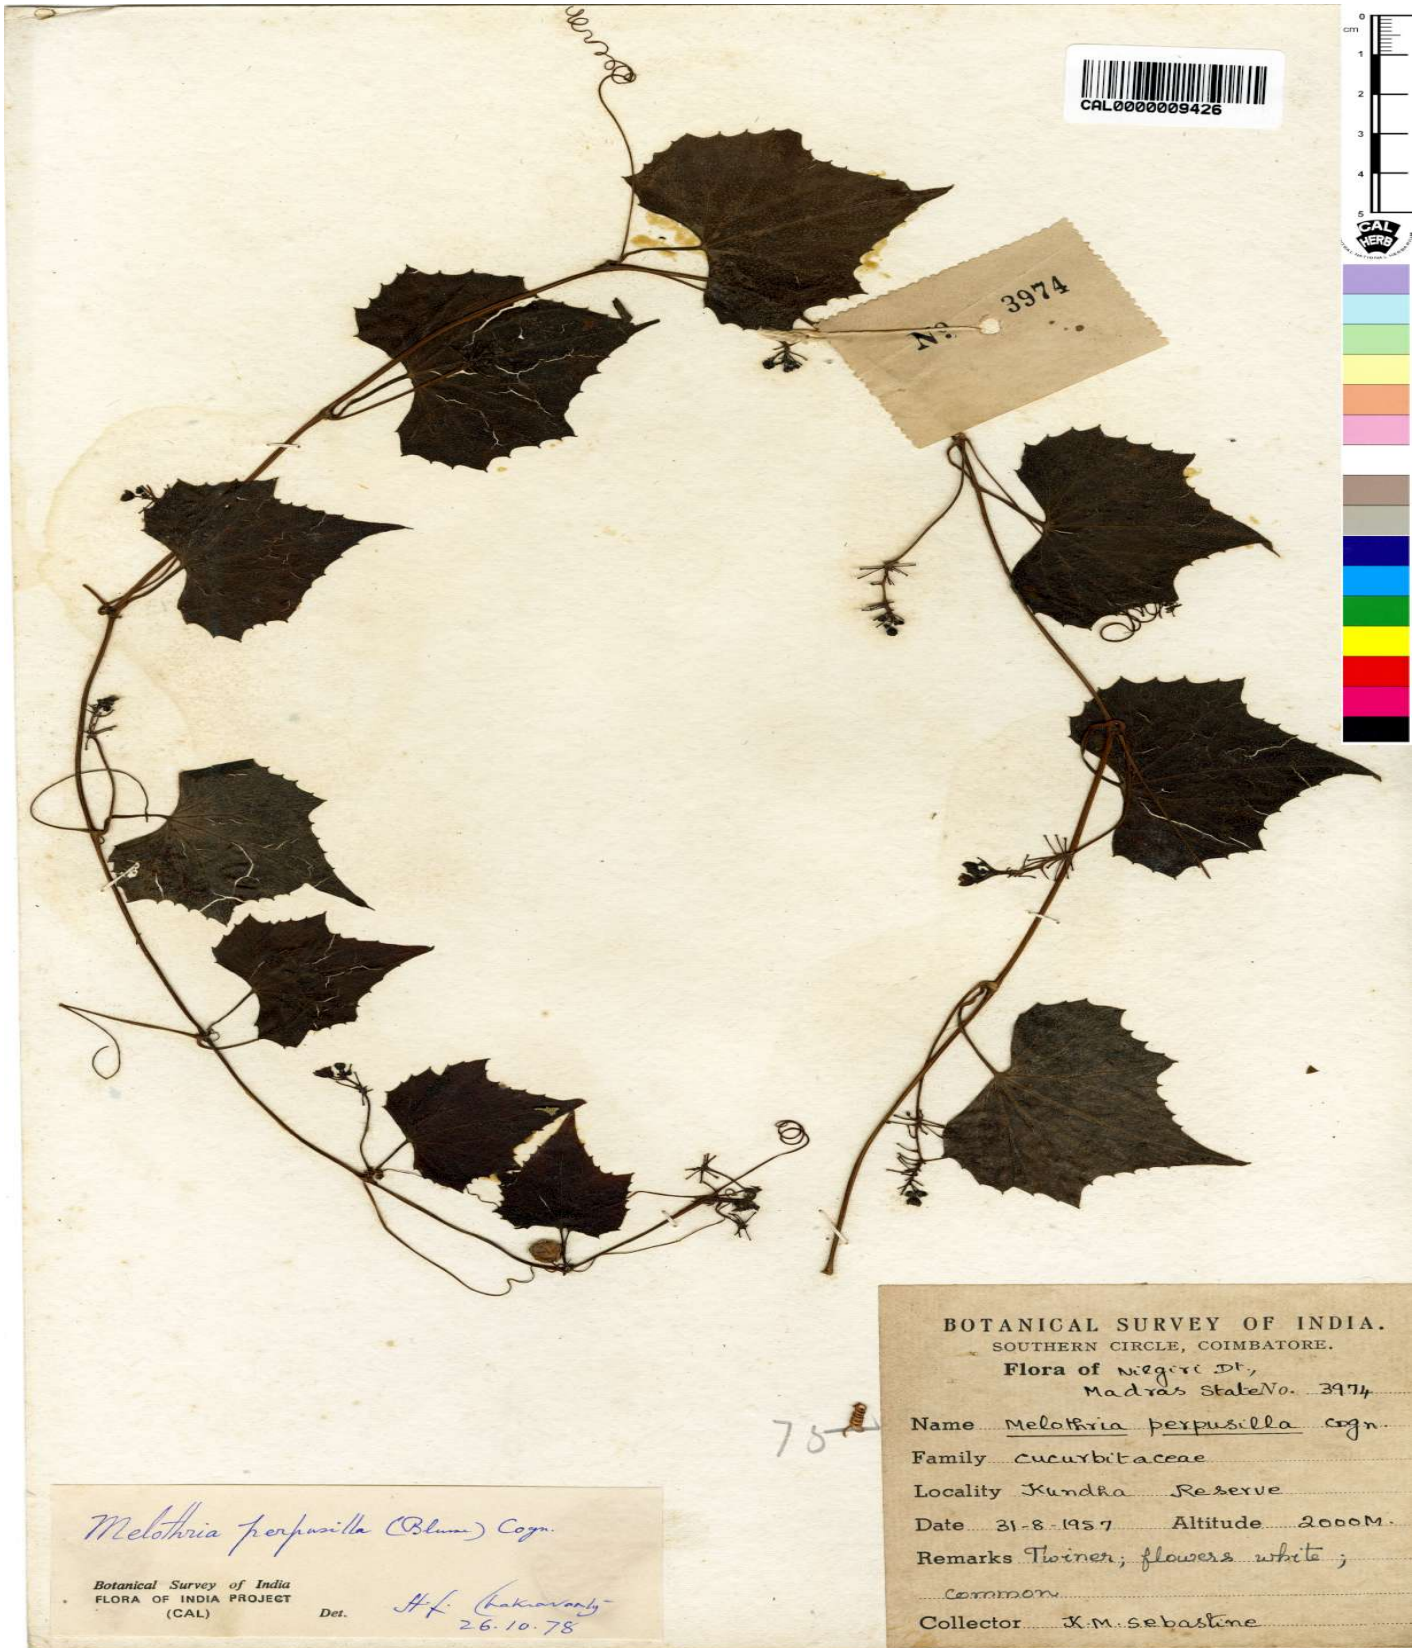 CAL0000009426
0
cm
1
2
3
4
5
CAL
HERB
No 3974
BOTANICAL SURVEY OF INDIA.
SOUTHERN CIRCLE, COIMBATORE.
Flora of Nilgiri Dt.,
Madras State No. 3974
Name Melothria perpusilla Cogn.
Family Cucurbitaceae
Locality Kundha Reserve
Date 31-8-1957 Altitude 2000M.
Remarks Twiner; flowers white;
common
Collector K.M. Sebastine
Melothria perpusilla (Blume) Cogn.
Botanical Survey of India
FLORA OF INDIA PROJECT
(CAL)
Det. Chakravarty
26.10.78